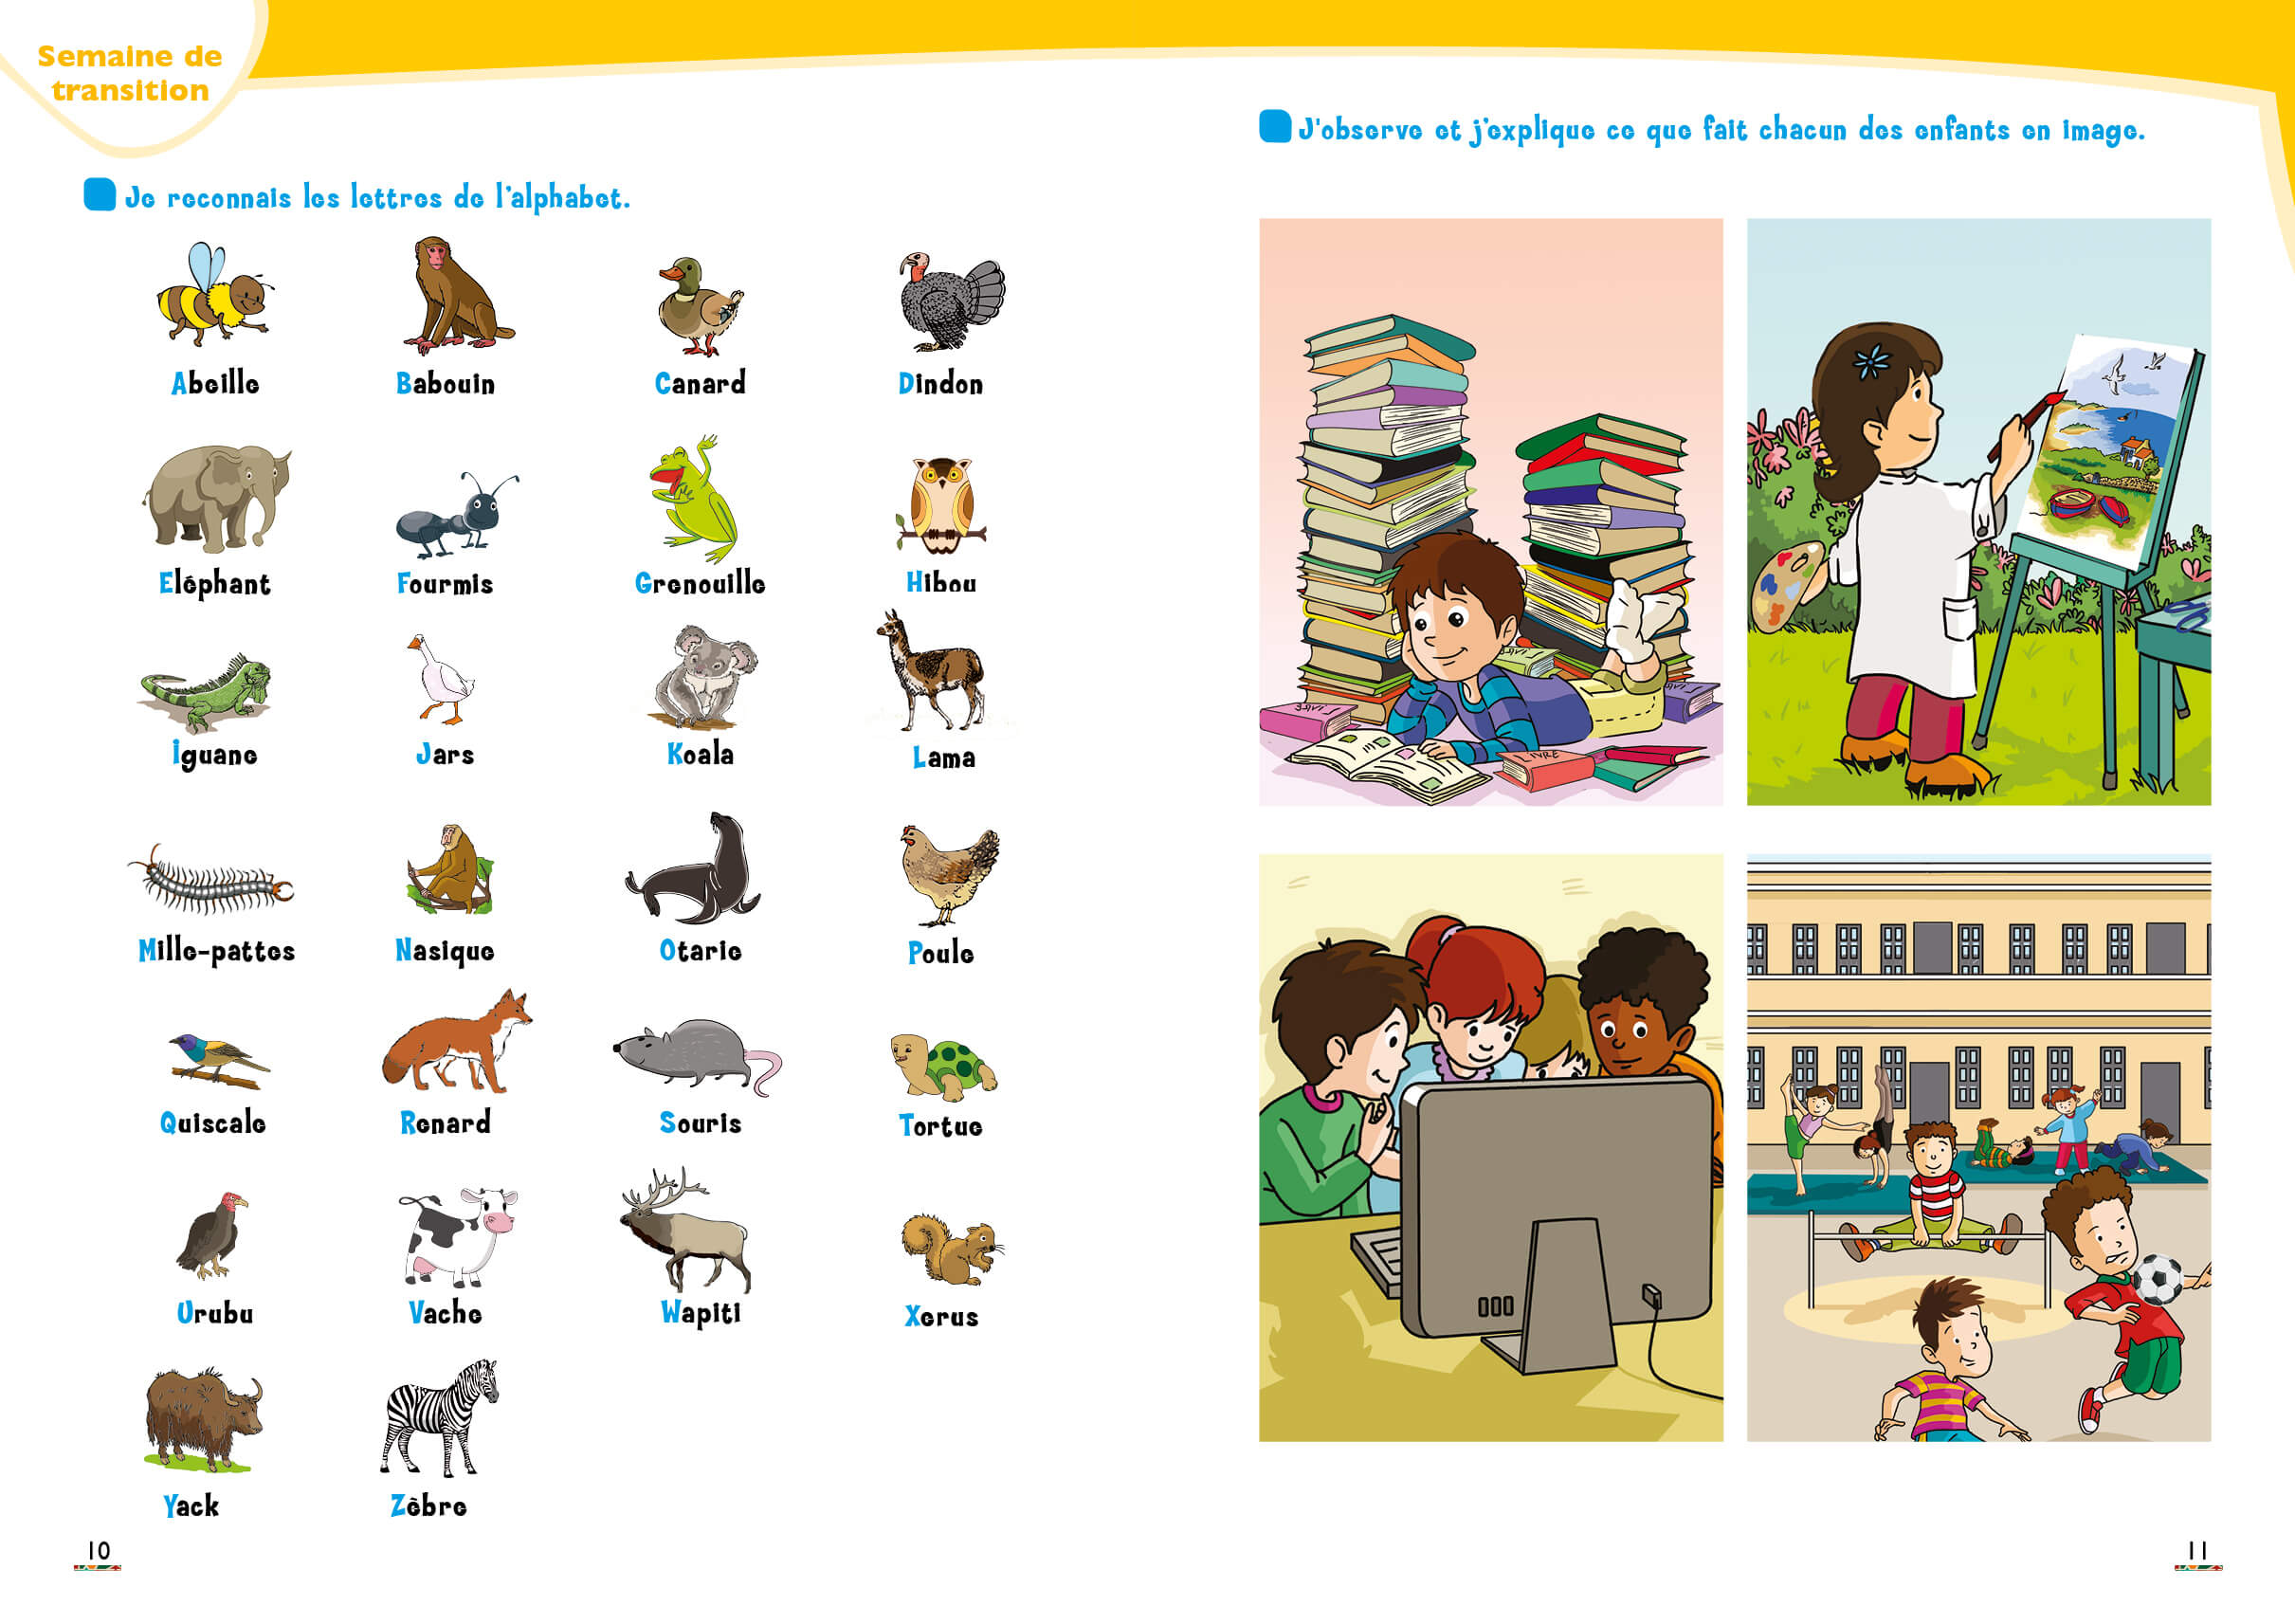 Semaine de
transition
Je reconnais les lettres de l'alphabet.
Abeille
Babouin
Canard
Dindon
Eléphant
Fourmis
Grenouille
Hibou
iguane
Jars
Koala
Lama
Mille-pattes
Nasique
Otarie
Poule
Quiscale
Renard
Souris
Tortue
Urubu
Vache
Wapiti
Xerus
Yack
Zèbre
10
J'observe et j'explique ce que fait chacun des enfants en image.
LIVRE
11